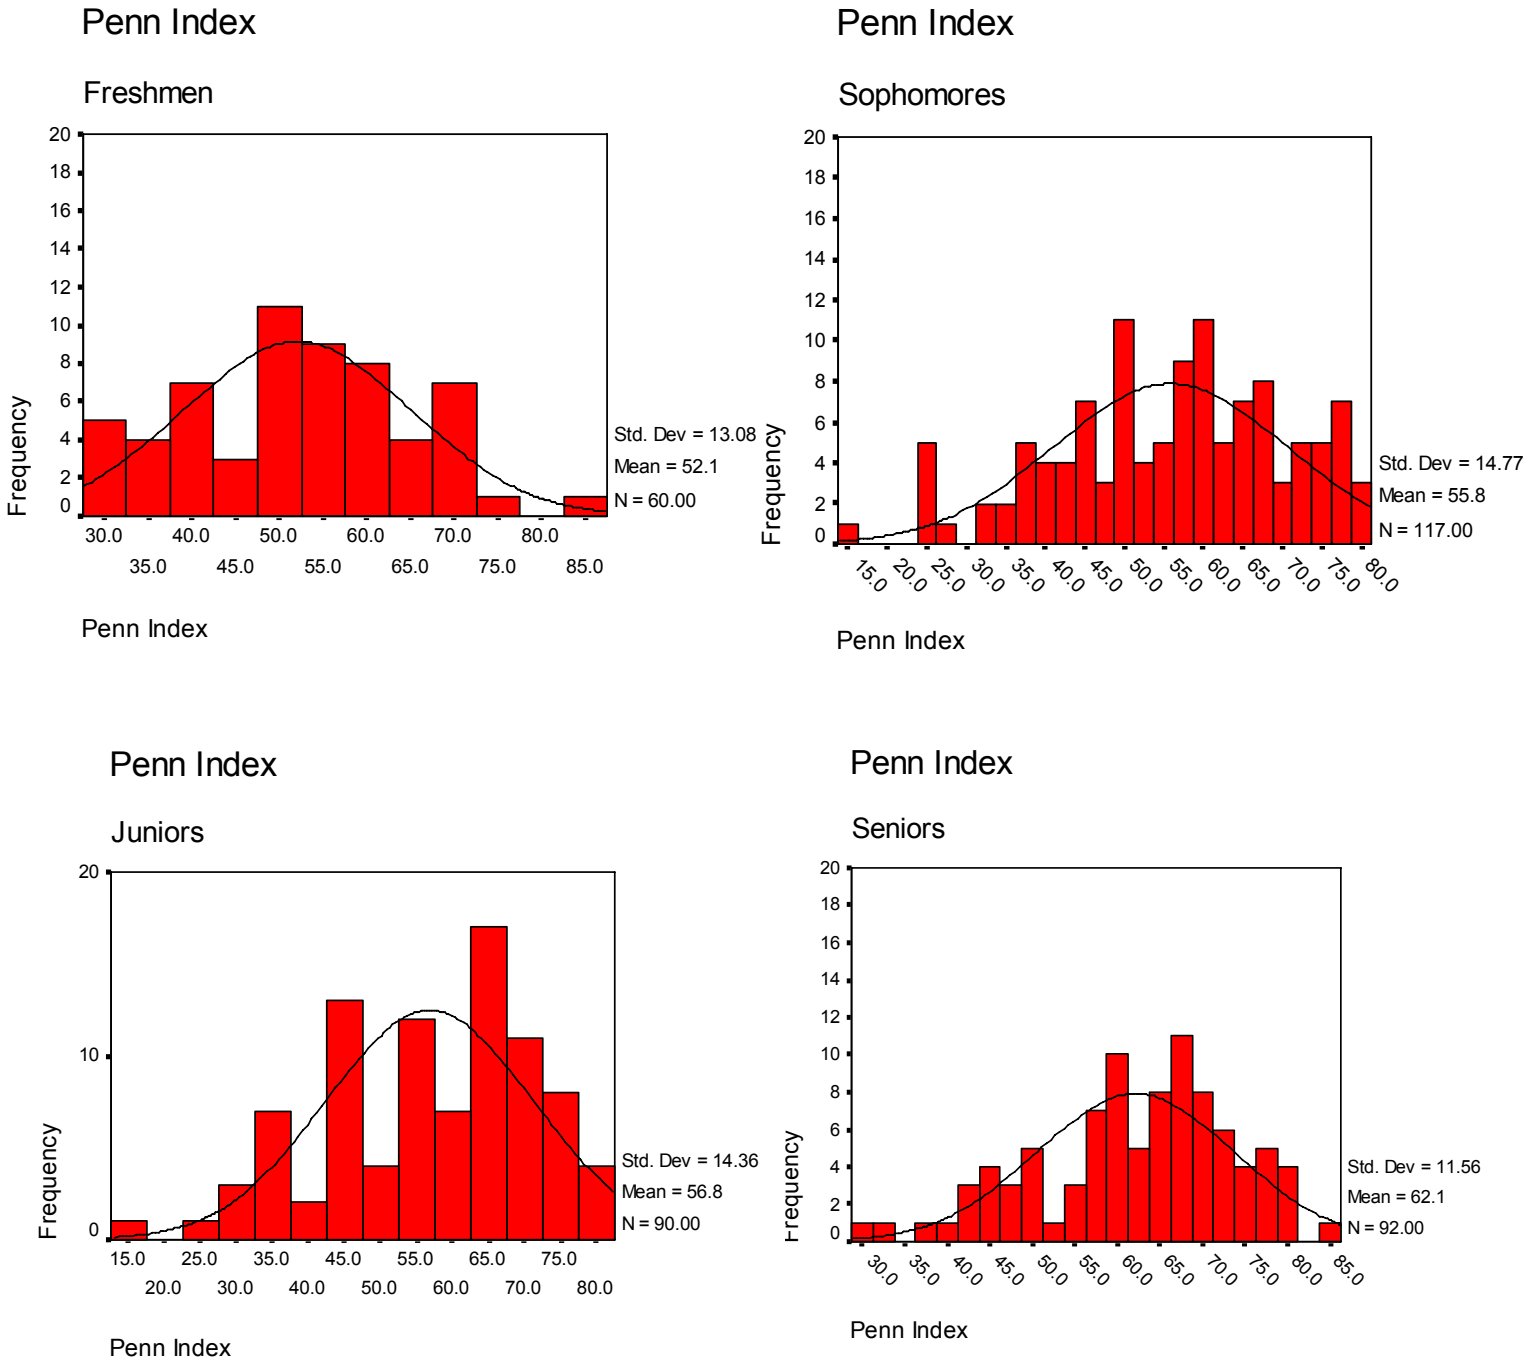 Penn Index
Freshmen
20
18
16
14
12
10
8
6
4
2
0
Frequency
30.0 40.0 50.0 60.0 70.0 80.0
35.0 45.0 55.0 65.0 75.0 85.0
Penn Index
Std. Dev = 13.08
Mean = 52.1
N = 60.00
Penn Index
Sophomores
20
18
16
14
12
10
8
6
4
2
0
Frequency
15.0 20.0 25.0 30.0 35.0 40.0 45.0 50.0 55.0 60.0 65.0 70.0 75.0 80.0
Penn Index
Std. Dev = 14.77
Mean = 55.8
N = 117.00
Penn Index
Juniors
20
10
0
Frequency
15.0 25.0 35.0 45.0 55.0 65.0 75.0
20.0 30.0 40.0 50.0 60.0 70.0 80.0
Penn Index
Std. Dev = 14.36
Mean = 56.8
N = 90.00
Penn Index
Seniors
20
18
16
14
12
10
8
6
4
2
0
Frequency
30.0 35.0 40.0 45.0 50.0 55.0 60.0 65.0 70.0 75.0 80.0 85.0
Penn Index
Std. Dev = 11.56
Mean = 62.1
N = 92.00